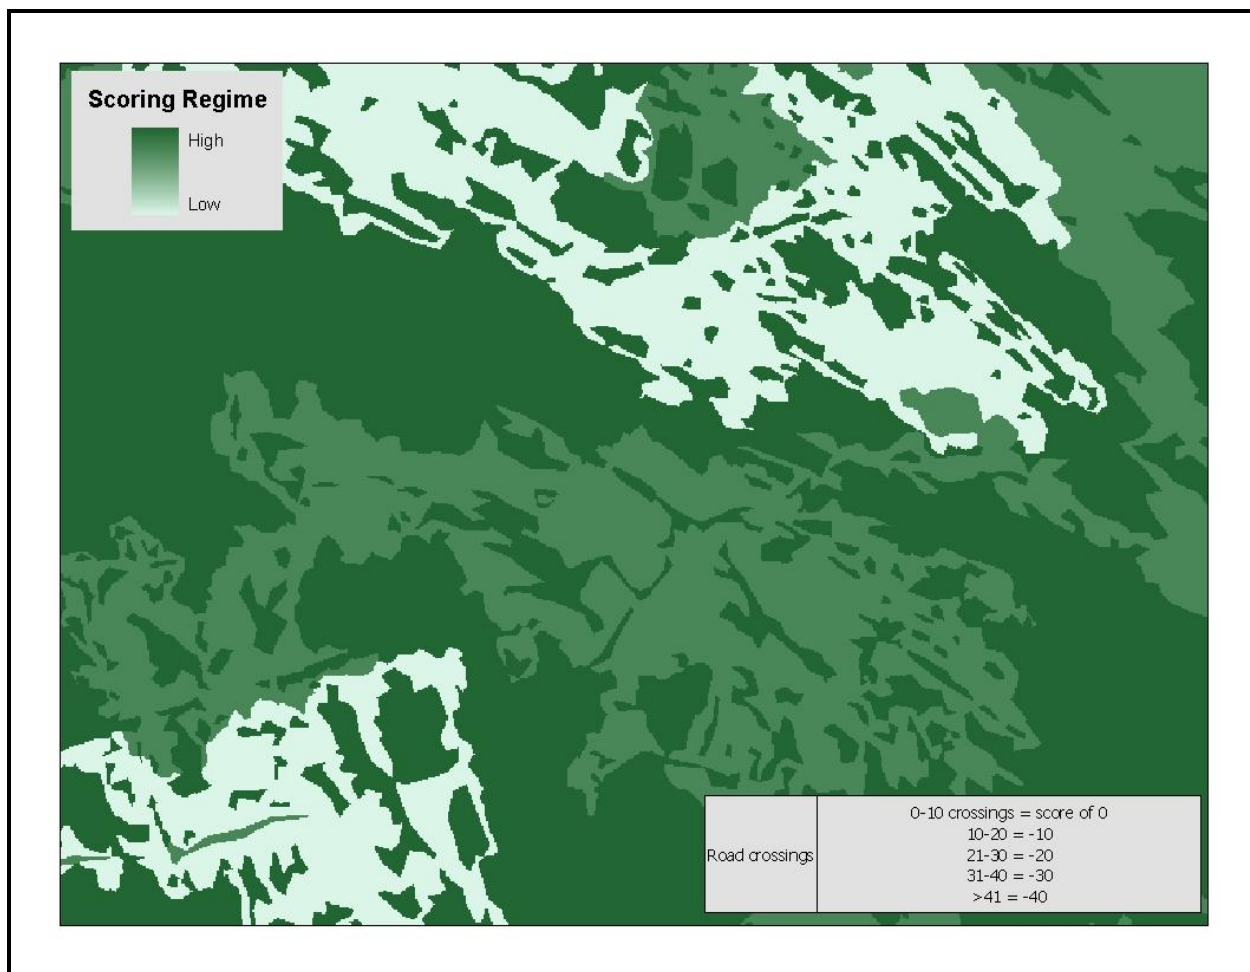 Scoring Regime
High
Low
Road crossings
0-10 crossings = score of 0
10-20 = -10
21-30 = -20
31-40 = -30
>41 = -40